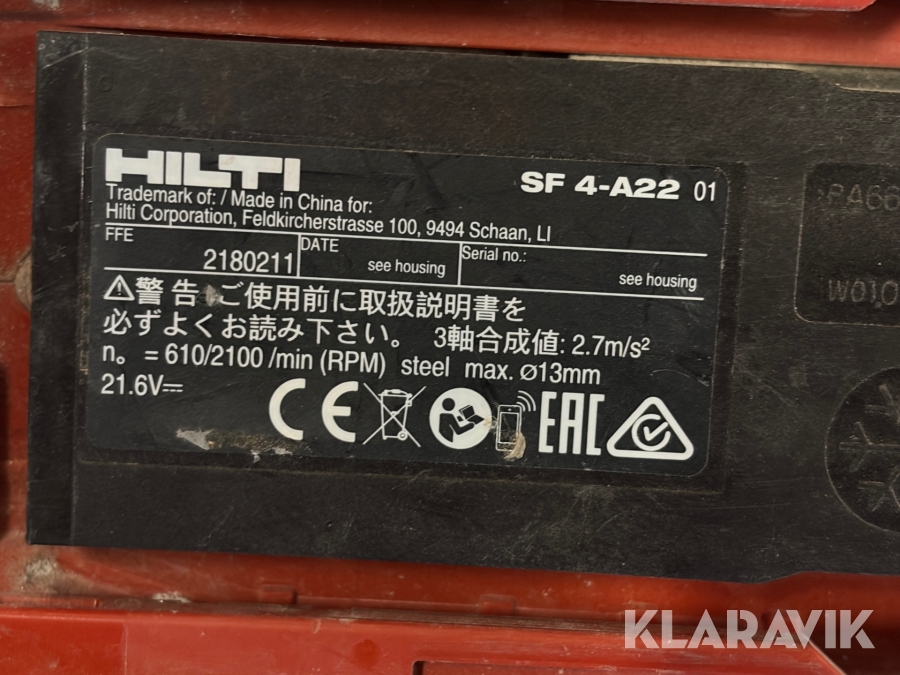 HILTI
SF 4-A22 01
Trademark of: / Made in China for:
Hilti Corporation, Feldkircherstrasse 100, 9494 Schaan, LI
FFE 2180211 DATE see housing Serial no.: see housing
⚠警告 ご使用前に取扱説明書を
必ずよくお読み下さい。 3軸合成値: 2.7m/s²
n₀ = 610/2100 /min (RPM) steel max. ø13mm
21.6V⎓
CE EAC
PA66
W01,0
KLARAVIK